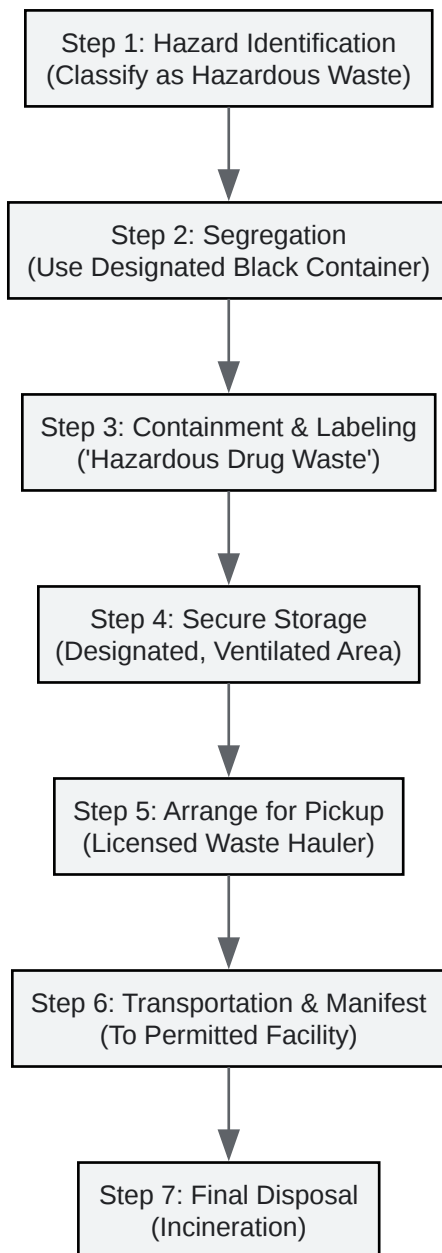 Step 1: Hazard Identification
(Classify as Hazardous Waste)
Step 2: Segregation
(Use Designated Black Container)
Step 3: Containment & Labeling
('Hazardous Drug Waste')
Step 4: Secure Storage
(Designated, Ventilated Area)
Step 5: Arrange for Pickup
(Licensed Waste Hauler)
Step 6: Transportation & Manifest
(To Permitted Facility)
Step 7: Final Disposal
(Incineration)